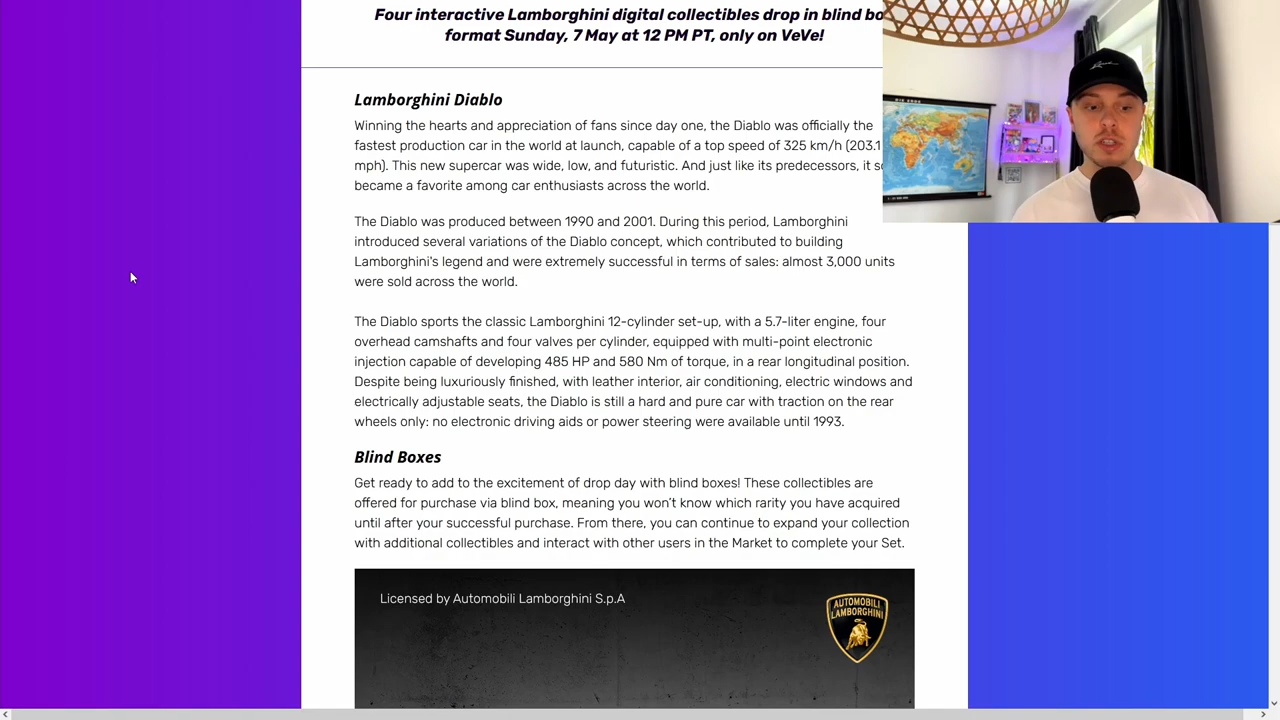 Four interactive Lamborghini digital collectibles drop in blind bo
format Sunday, 7 May at 12 PM PT, only on VeVe!
Lamborghini Diablo
Winning the hearts and appreciation of fans since day one, the Diablo was officially the
fastest production car in the world at launch, capable of a top speed of 325 km/h (203.1
mph). This new supercar was wide, low, and futuristic. And just like its predecessors, it
became a favorite among car enthusiasts across the world.
The Diablo was produced between 1990 and 2001. During this period, Lamborghini
introduced several variations of the Diablo concept, which contributed to building
Lamborghini's legend and were extremely successful in terms of sales: almost 3,000 units
were sold across the world.
The Diablo sports the classic Lamborghini 12-cylinder set-up, with a 5.7-liter engine, four
overhead camshafts and four valves per cylinder, equipped with multi-point electronic
injection capable of developing 485 HP and 580 Nm of torque, in a rear longitudinal position.
Despite being luxuriously finished, with leather interior, air conditioning, electric windows and
electrically adjustable seats, the Diablo is still a hard and pure car with traction on the rear
wheels only: no electronic driving aids or power steering were available until 1993.
Blind Boxes
Get ready to add to the excitement of drop day with blind boxes! These collectibles are
offered for purchase via blind box, meaning you won't know which rarity you have acquired
until after your successful purchase. From there, you can continue to expand your collection
with additional collectibles and interact with other users in the Market to complete your Set.
Licensed by Automobili Lamborghini S.p.A
AUTOMOBILI
LAMBORGHINI